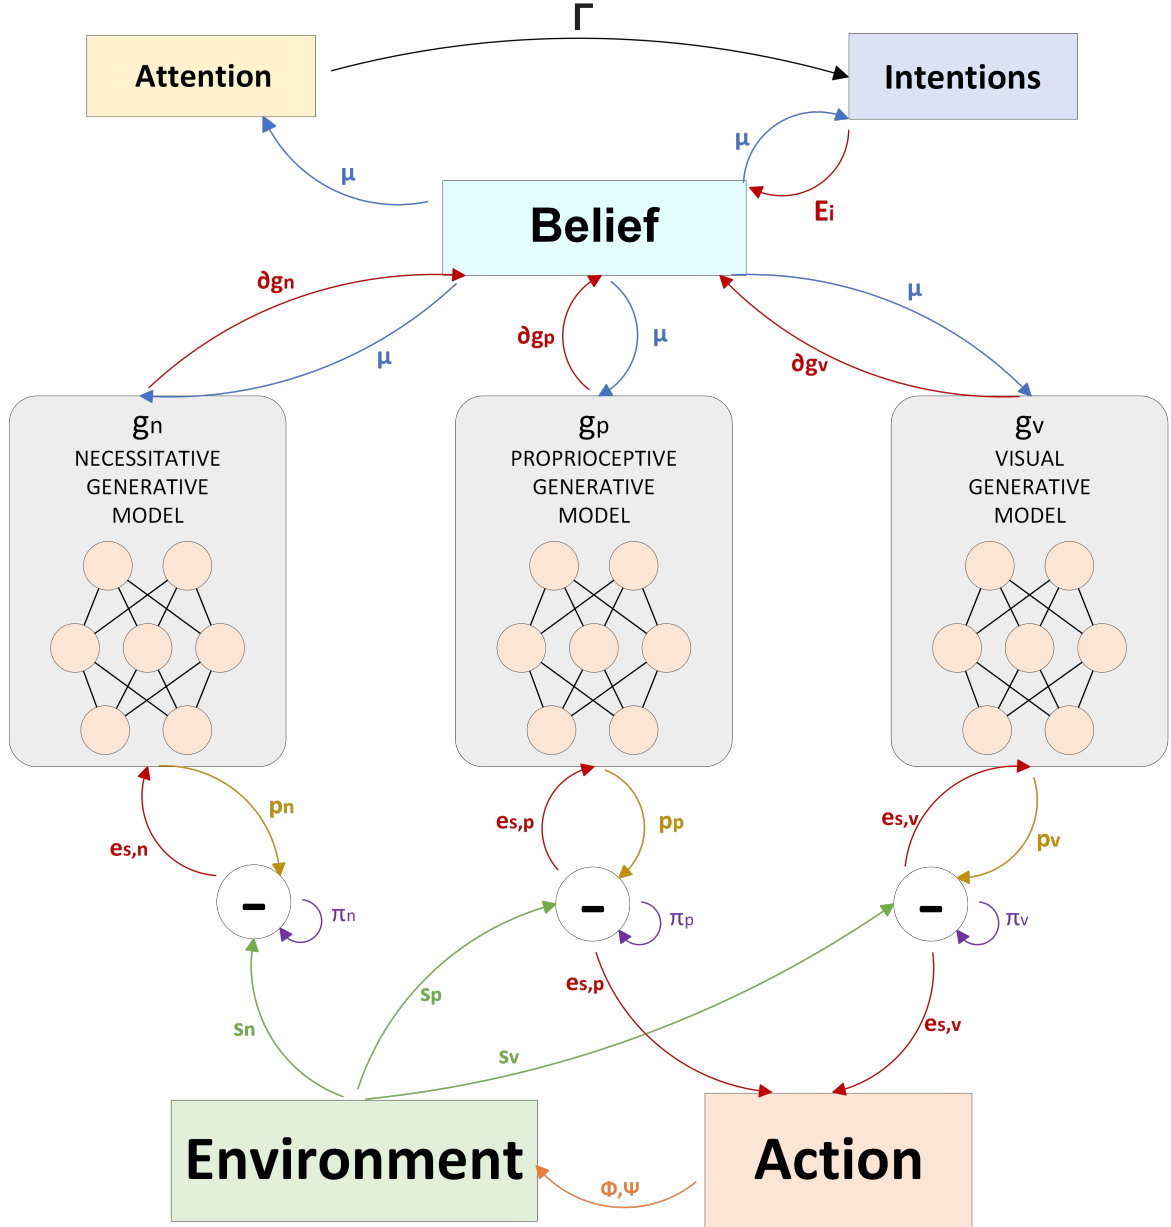 Γ
Attention
Intentions
μ
μ
Ei
Belief
∂gn
μ
∂gp
μ
∂gv
μ
gn
NECESSITATIVE
GENERATIVE
MODEL
gp
PROPRIOCEPTIVE
GENERATIVE
MODEL
gv
VISUAL
GENERATIVE
MODEL
es,n
pn
es,p
pp
es,v
pv
-
πn
-
πp
-
πv
sn
sp
sv
es,p
es,v
Environment
Φ,Ψ
Action